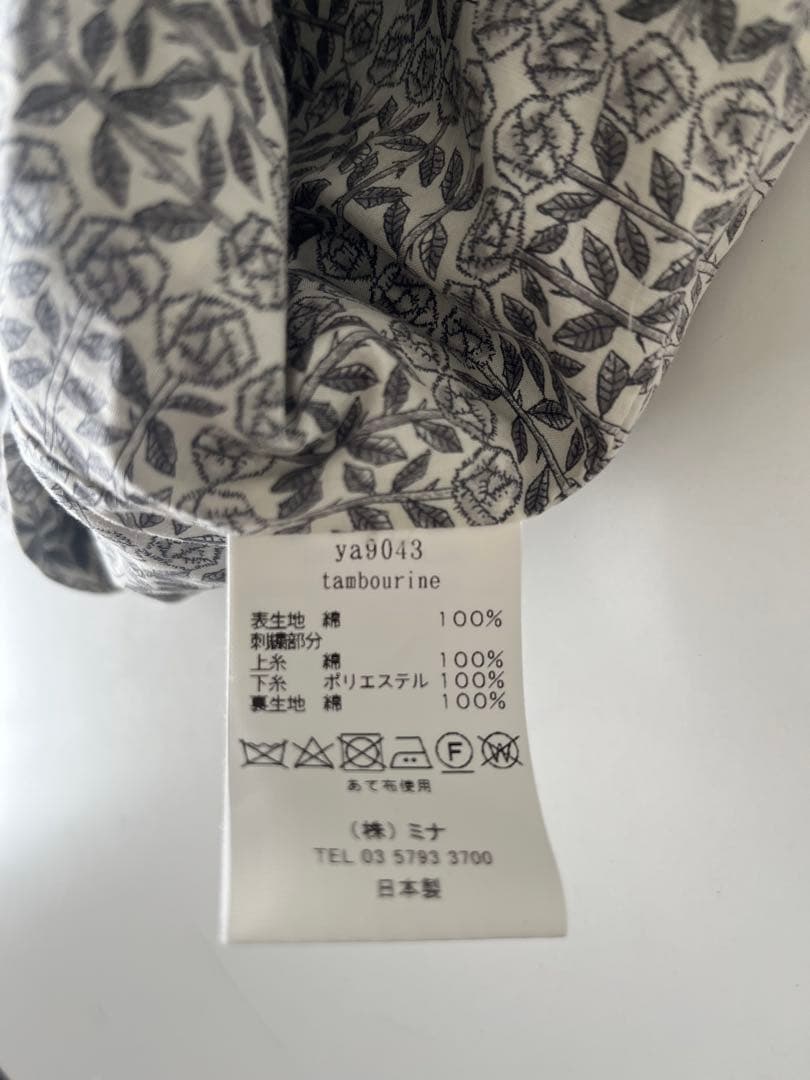 ya9043
tambourine
表生地 綿 100%
刺繍部分
上糸 綿 100%
下糸 ポリエステル 100%
裏生地 綿 100%
F W
あて布使用
(株)ミナ
TEL 03 5793 3700
日本製